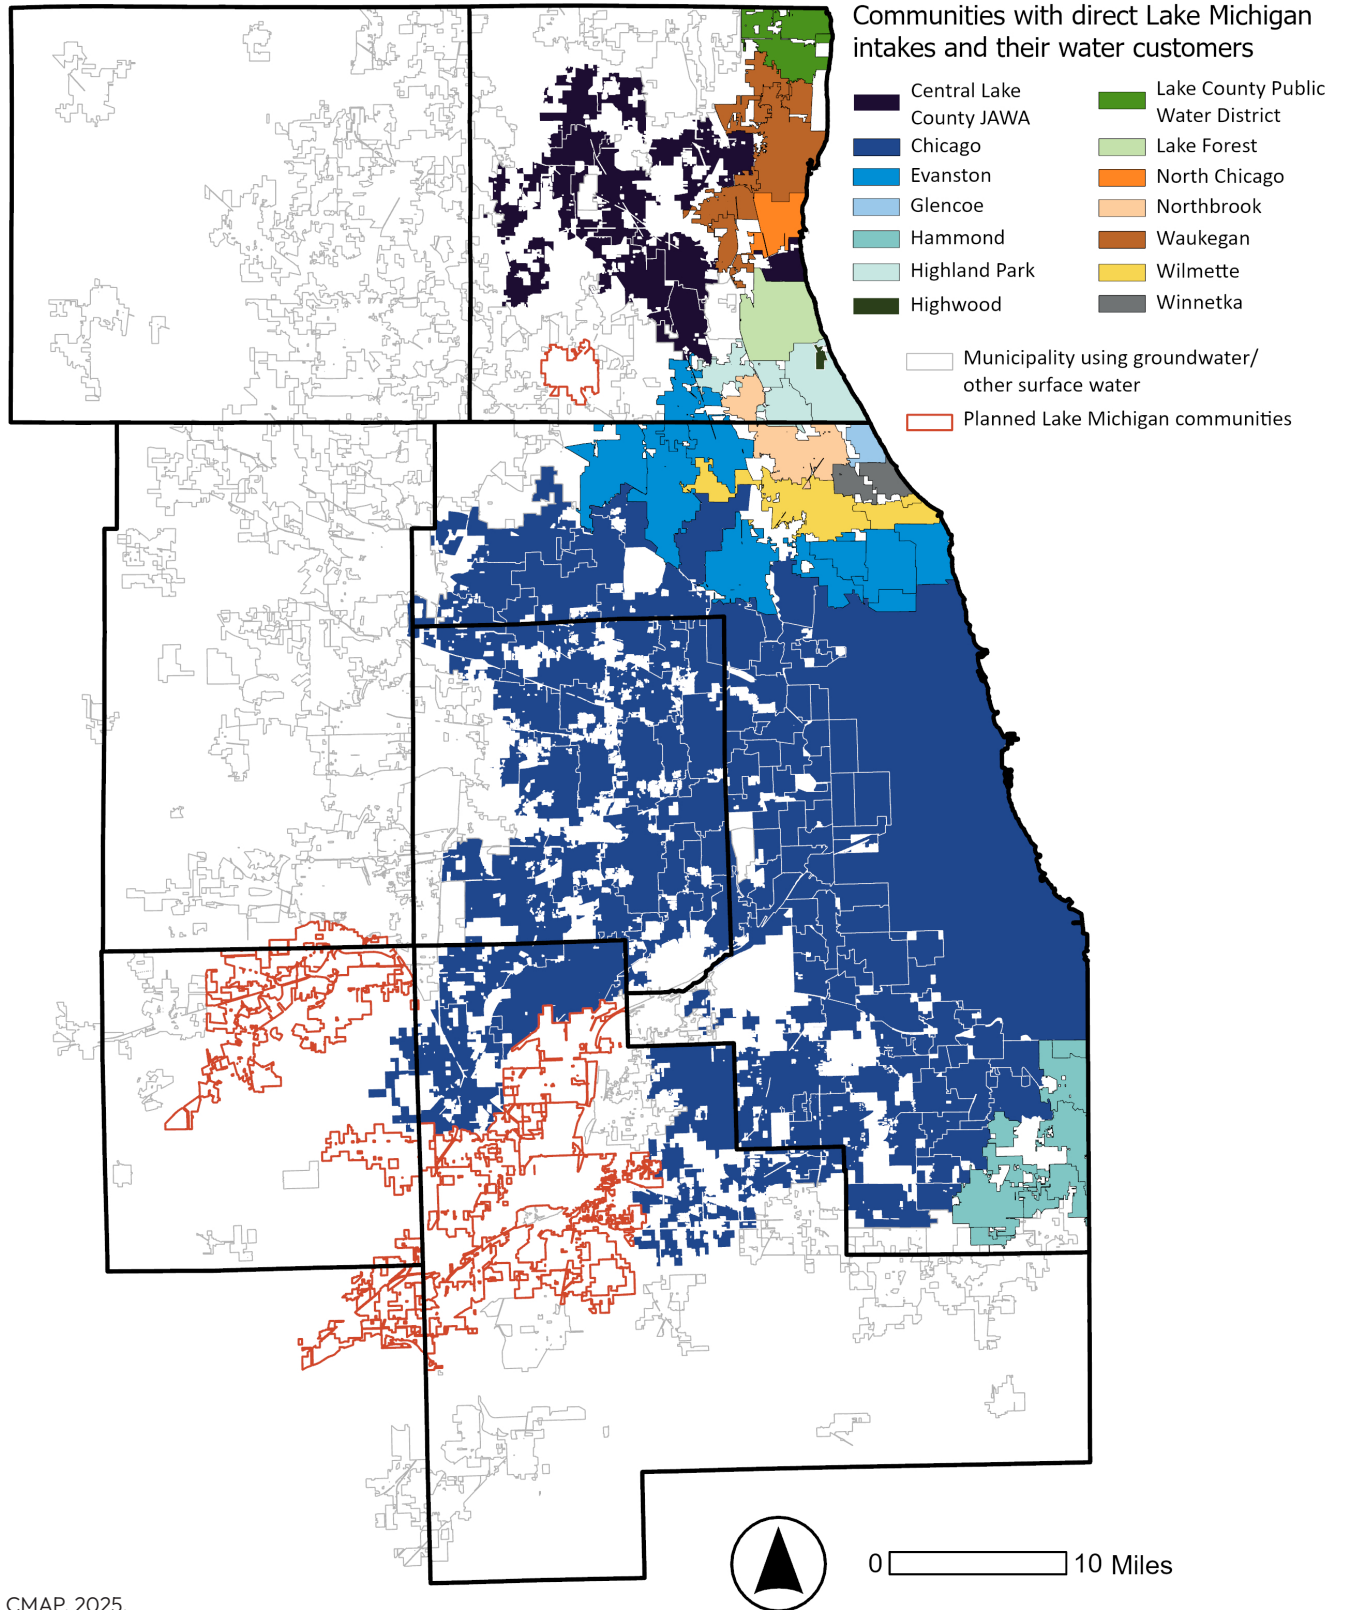 Communities with direct Lake Michigan
intakes and their water customers
Central Lake
County JAWA
Chicago
Evanston
Glencoe
Hammond
Highland Park
Highwood
Lake County Public
Water District
Lake Forest
North Chicago
Northbrook
Waukegan
Wilmette
Winnetka
Municipality using groundwater/
other surface water
Planned Lake Michigan communities
0 10 Miles
CMAP, 2025.